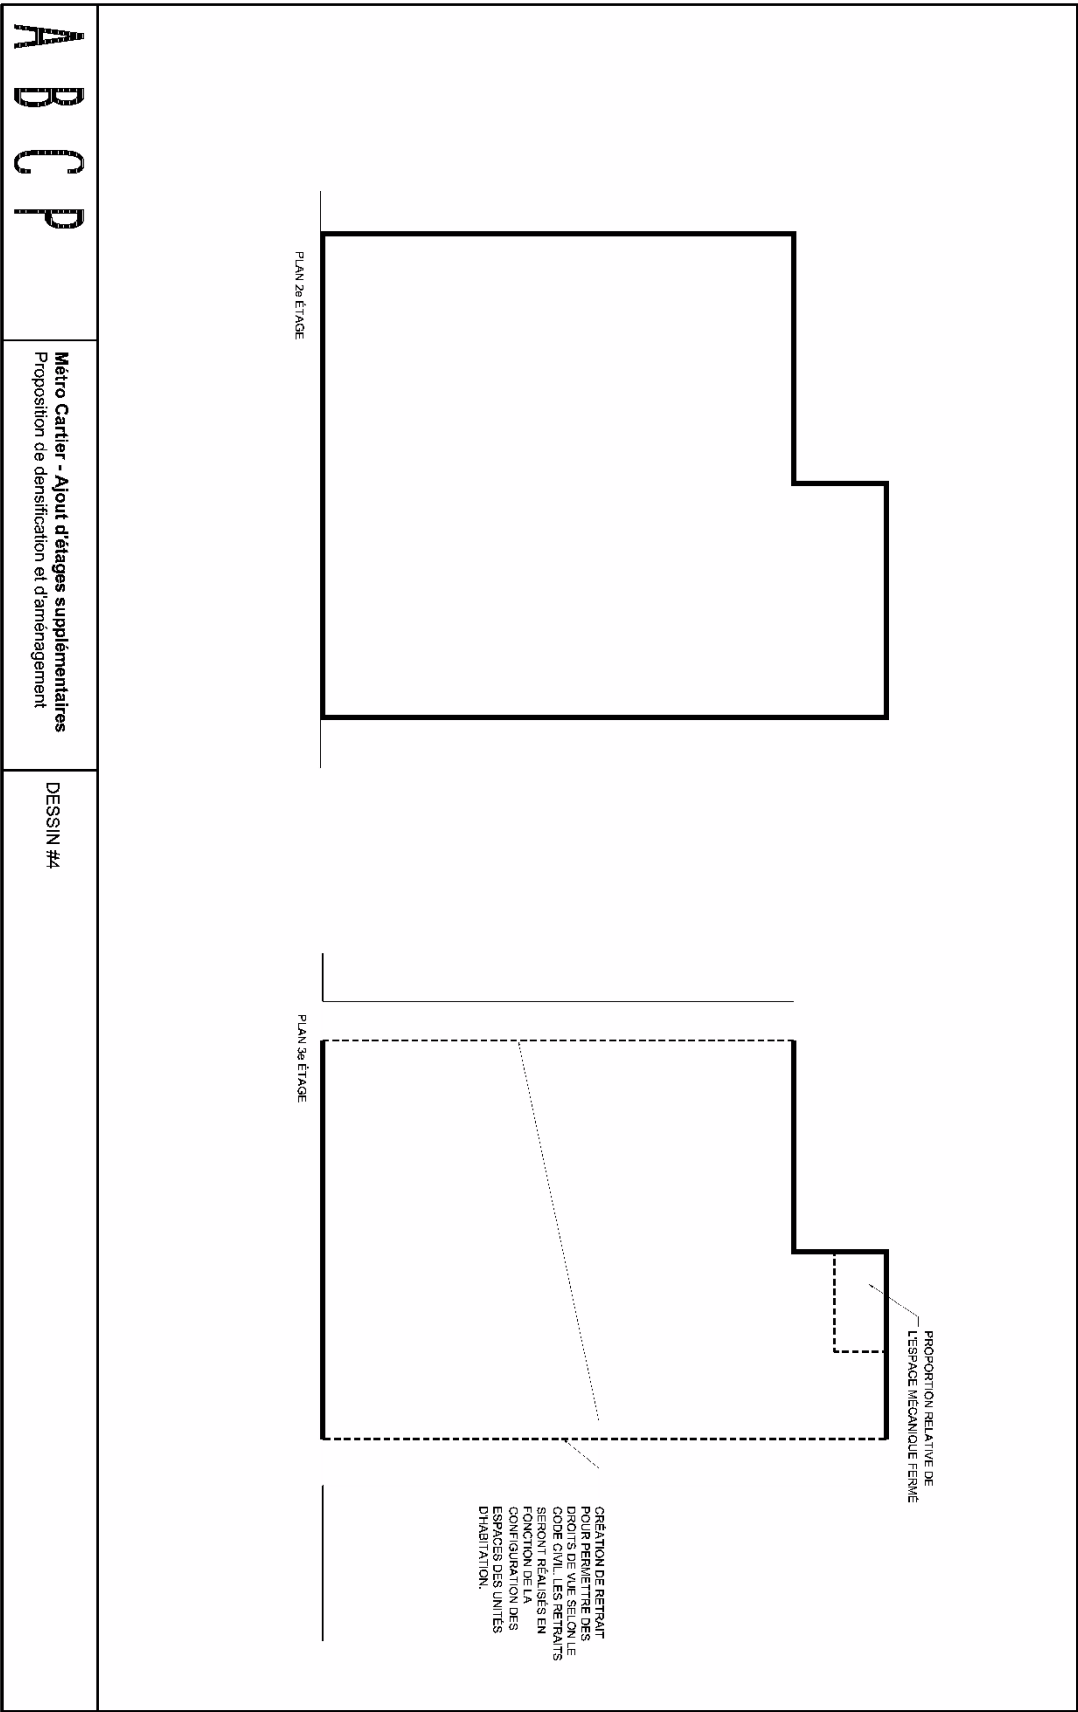 PROPORTION RELATIVE DE
L'ESPACE MÉCANIQUE FERMÉ
CRÉATION DE RETRAIT
POUR PERMETTRE DES
DROITS DE VUE SELON LE
CODE CIVIL. LES RETRAITS
SERONT RÉALISÉS EN
FONCTION DE LA
CONFIGURATION DES
ESPACES DES UNITÉS
D'HABITATION.
PLAN 2e ÉTAGE
PLAN 3e ÉTAGE
A B C P
Métro Cartier - Ajout d'étages supplémentaires
Proposition de densification et d'aménagement
DESSIN #4